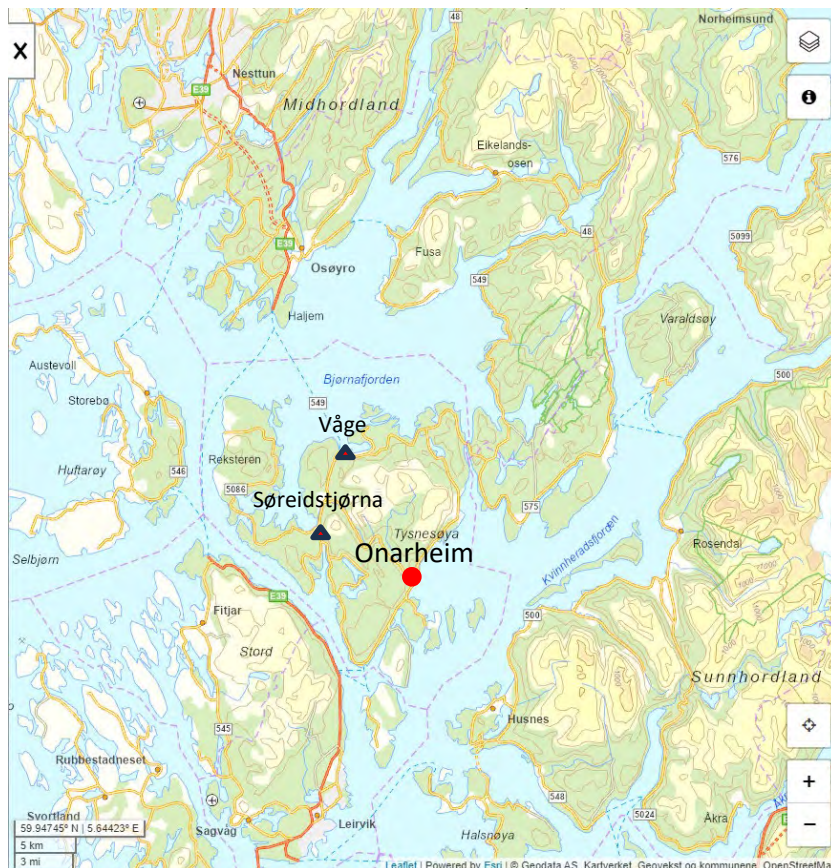 48
Norheimsund
X
Nesttun
E39
Midhordland
Eikelands-
osen
576
48
5099
E39
Osøyro
Fusa
549
Haljem
Varaldsøy
Austevoll
Bjørnafjorden
500
Storebø
549
Våge
Reksteren
Huftarøy
546
5086
Søreidstjørna
575
Tysnesøya
Kvinnheradsfjorden
Rosendal
Selbjørn
Onarheim
E39
Fitjar
500
Stord
Sunnhordland
545
Husnes
Rubbestadneset
548
5024
Åkra
Svortland
Sagvåg
Leirvik
Halsnøya
59.94745° N | 5.64423° E
5 km
3 mi
+
−
Leaflet | Powered by Esri | © Geodata AS, Kartverket, Geovekst og kommunene, OpenStreetMa